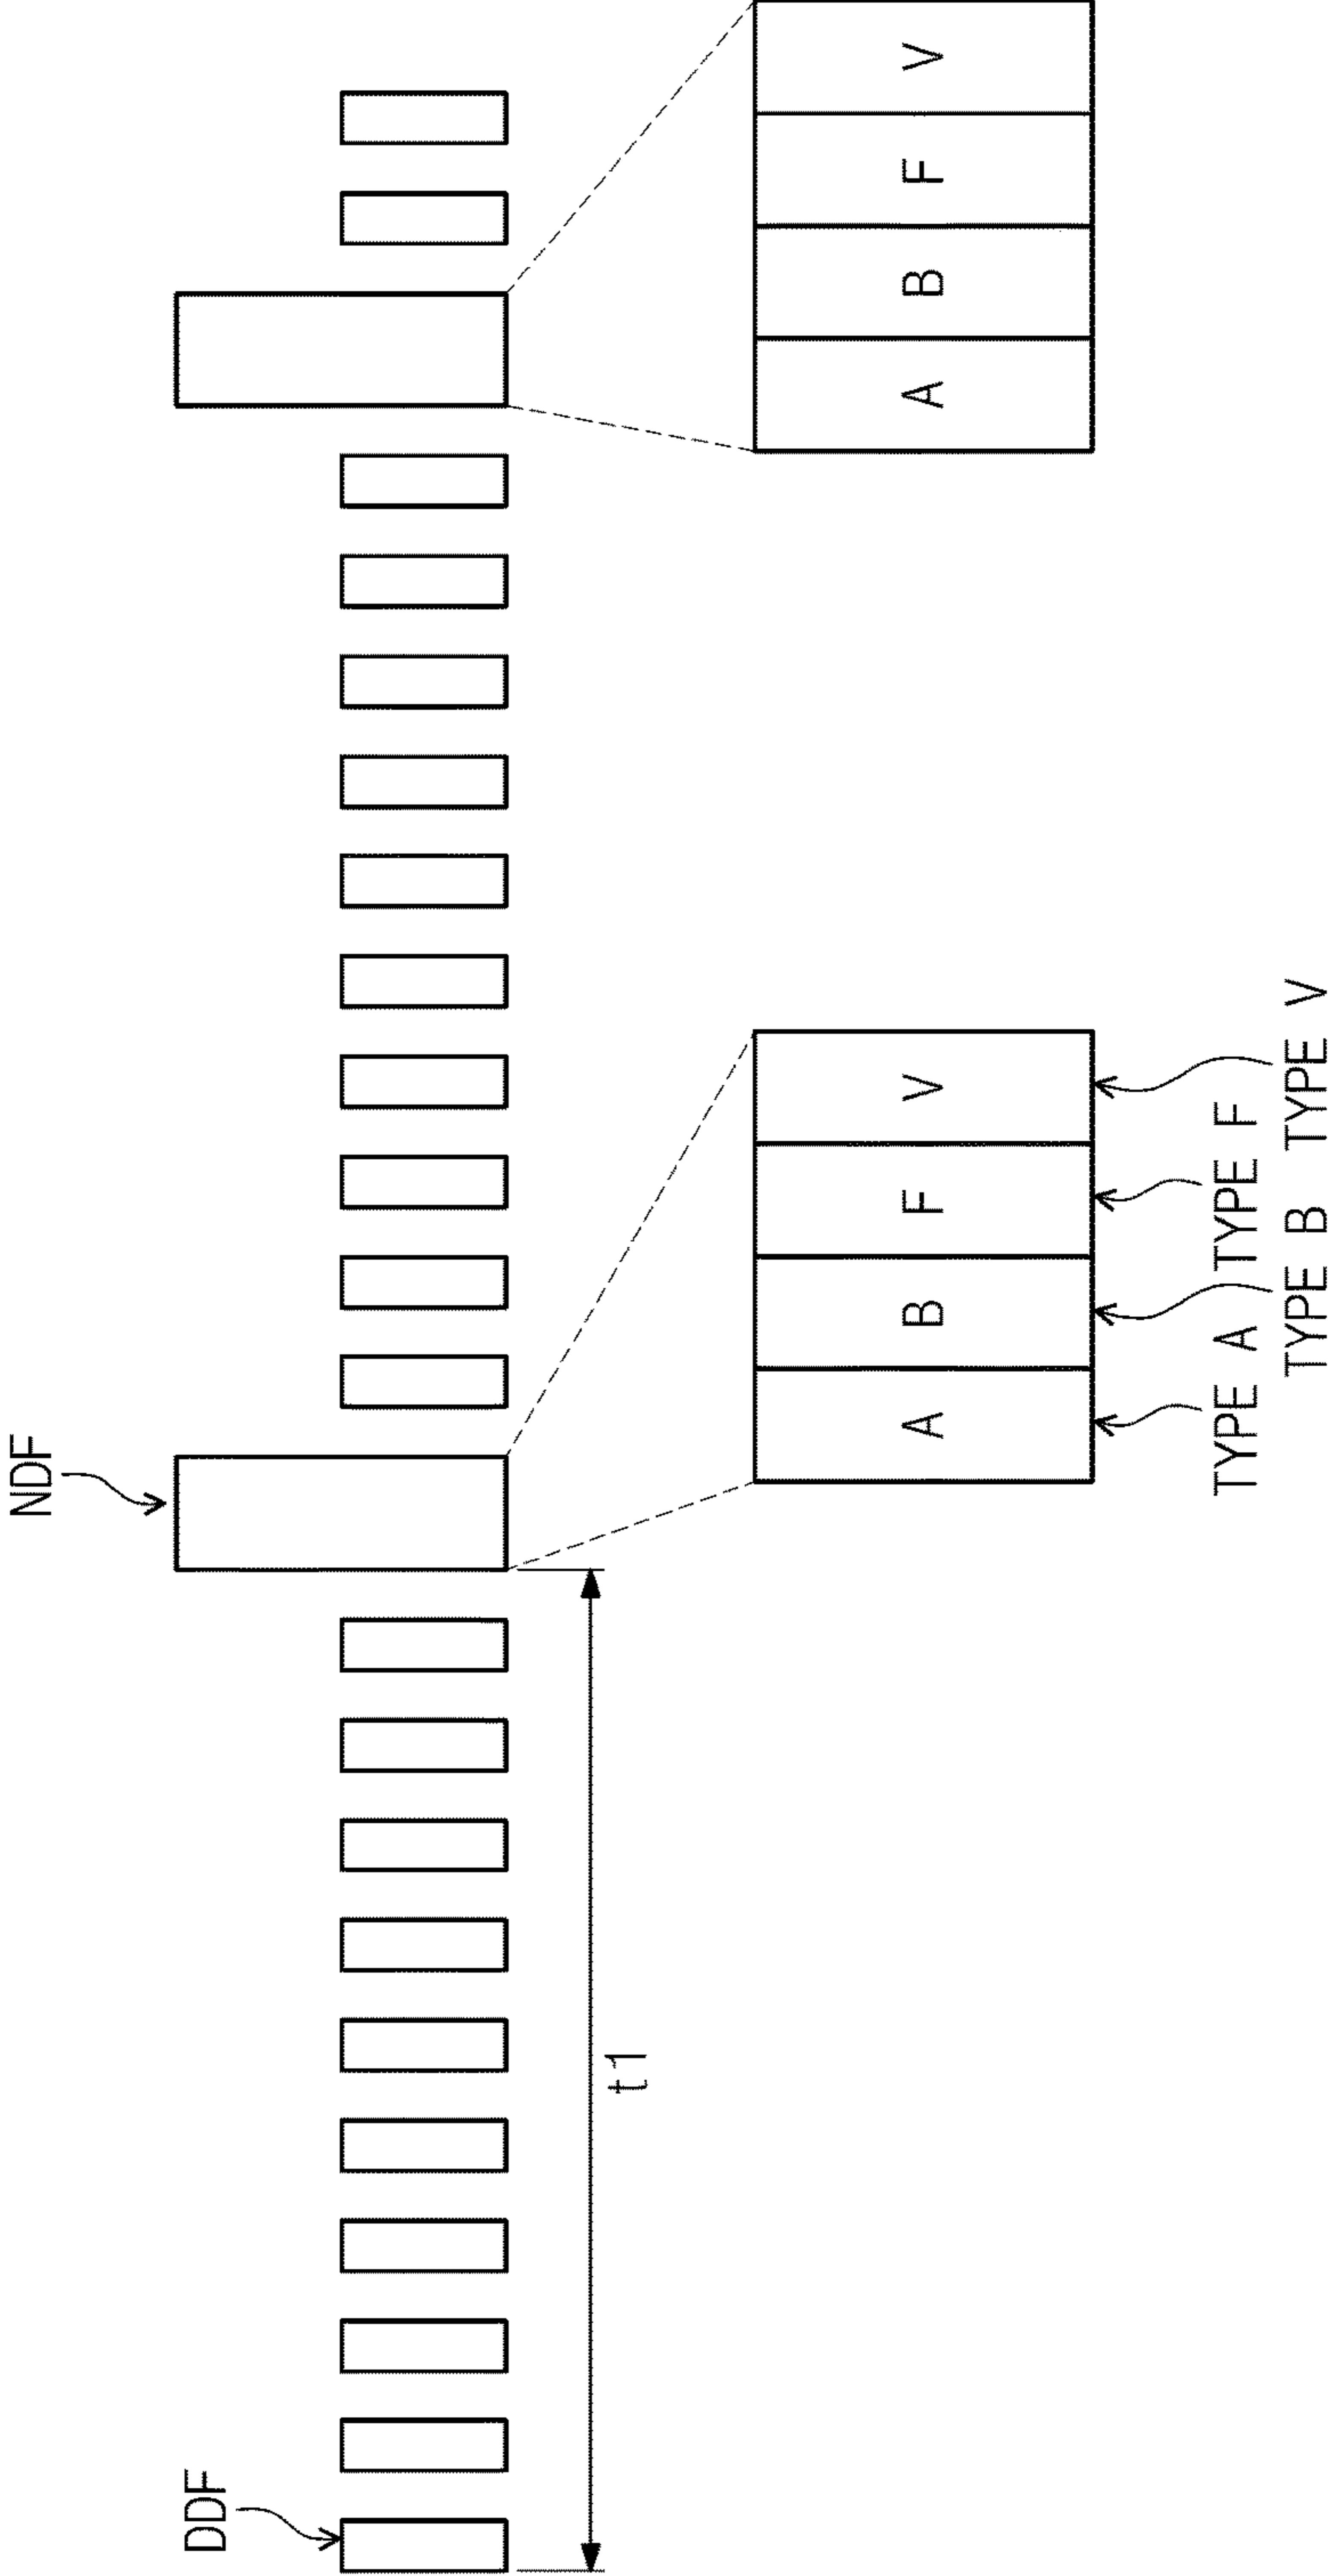 NDF
DDF
t1
A B F V
A B F V
TYPE A TYPE F
TYPE B TYPE V